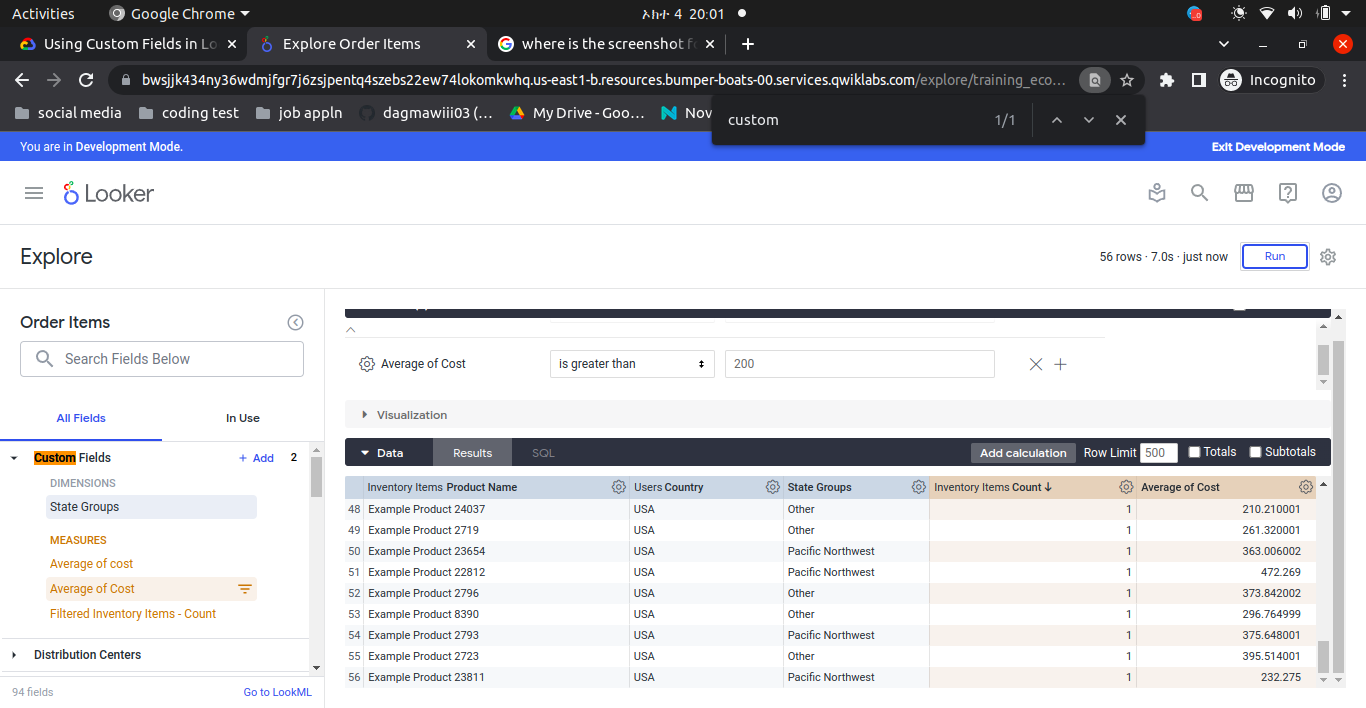 Activities
Google Chrome
እሑድ 4 20:01
Using Custom Fields in Lo
Explore Order Items
where is the screenshot f
bwsjjk434ny36wdmjfgr7j6zsjpentq4szebs22ew74lokomkwhq.us-east1-b.resources.bumper-boats-00.services.qwiklabs.com/explore/training_eco…
Incognito
social media
coding test
job appln
dagmawiii03 (…
My Drive - Goo…
Nov
custom
1/1
You are in Development Mode.
Exit Development Mode
Looker
Explore
56 rows · 7.0s · just now
Run
Order Items
Search Fields Below
All Fields
In Use
Custom Fields
+ Add 2
DIMENSIONS
State Groups
MEASURES
Average of cost
Average of Cost
Filtered Inventory Items - Count
Distribution Centers
94 fields
Go to LookML
Average of Cost is greater than 200
Visualization
Data Results SQL Add calculation Row Limit 500 Totals Subtotals
Inventory Items Product Name Users Country State Groups Inventory Items Count ↓ Average of Cost
48 Example Product 24037 USA Other 1 210.210001
49 Example Product 2719 USA Other 1 261.320001
50 Example Product 23654 USA Pacific Northwest 1 363.006002
51 Example Product 22812 USA Pacific Northwest 1 472.269
52 Example Product 2796 USA Other 1 373.842002
53 Example Product 8390 USA Other 1 296.764999
54 Example Product 2793 USA Pacific Northwest 1 375.648001
55 Example Product 2723 USA Other 1 395.514001
56 Example Product 23811 USA Pacific Northwest 1 232.275